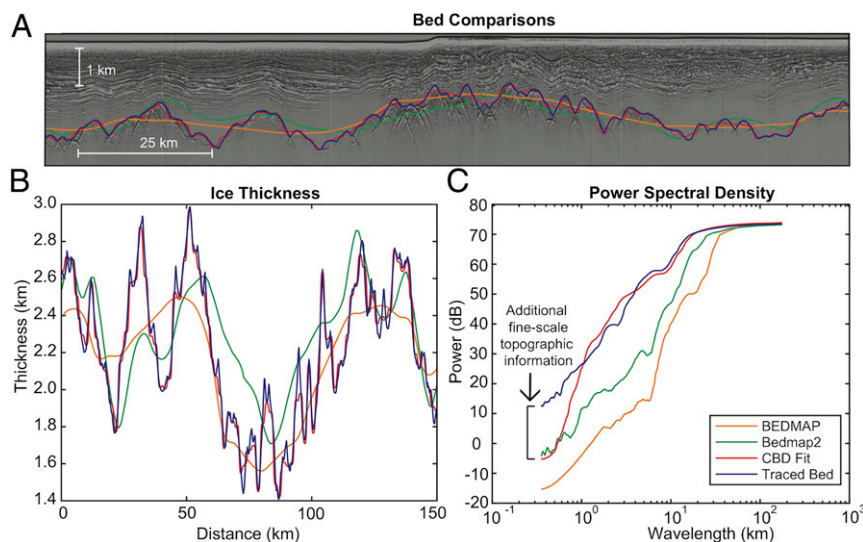 A
Bed Comparisons
1 km
25 km
B
Ice Thickness
3.0
2.8
2.6
2.4
2.2
2.0
1.8
1.6
1.4
Thickness (km)
0
50
100
150
Distance (km)
C
Power Spectral Density
80
70
60
50
40
30
20
10
0
-10
-20
Power (dB)
Additional
fine-scale
topographic
information
BEDMAP
Bedmap2
CBD Fit
Traced Bed
10⁻¹
10⁰
10¹
10²
10³
Wavelength (km)